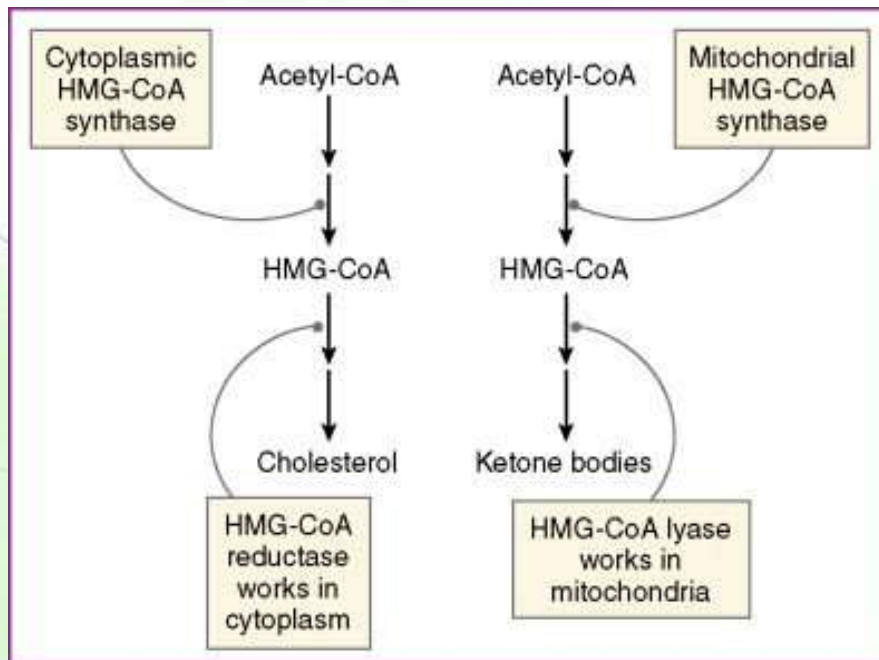 Cytoplasmic
HMG-CoA
synthase
Acetyl-CoA
Acetyl-CoA
Mitochondrial
HMG-CoA
synthase
HMG-CoA
HMG-CoA
Cholesterol
Ketone bodies
HMG-CoA
reductase
works in
cytoplasm
HMG-CoA lyase
works in
mitochondria